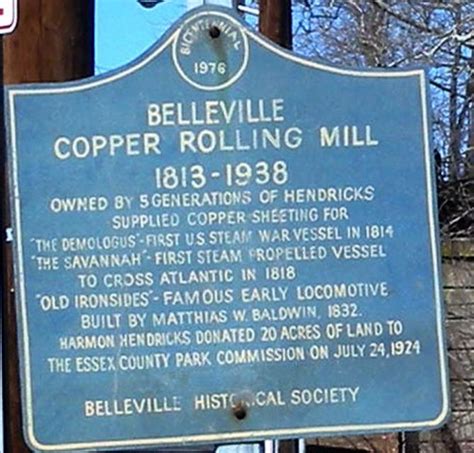 BICENTENNIAL
1976
BELLEVILLE
COPPER ROLLING MILL
1813-1938
OWNED BY 5 GENERATIONS OF HENDRICKS
SUPPLIED COPPER SHEETING FOR
"THE DEMOLOGUS"-FIRST US STEAM WAR VESSEL IN 1814
"THE SAVANNAH"- FIRST STEAM PROPELLED VESSEL
TO CROSS ATLANTIC IN 1818
"OLD IRONSIDES"- FAMOUS EARLY LOCOMOTIVE
BUILT BY MATTHIAS W. BALDWIN, 1832.
HARMON HENDRICKS DONATED 20 ACRES OF LAND TO
THE ESSEX COUNTY PARK COMMISSION ON JULY 24, 1924
BELLEVILLE HISTORICAL SOCIETY